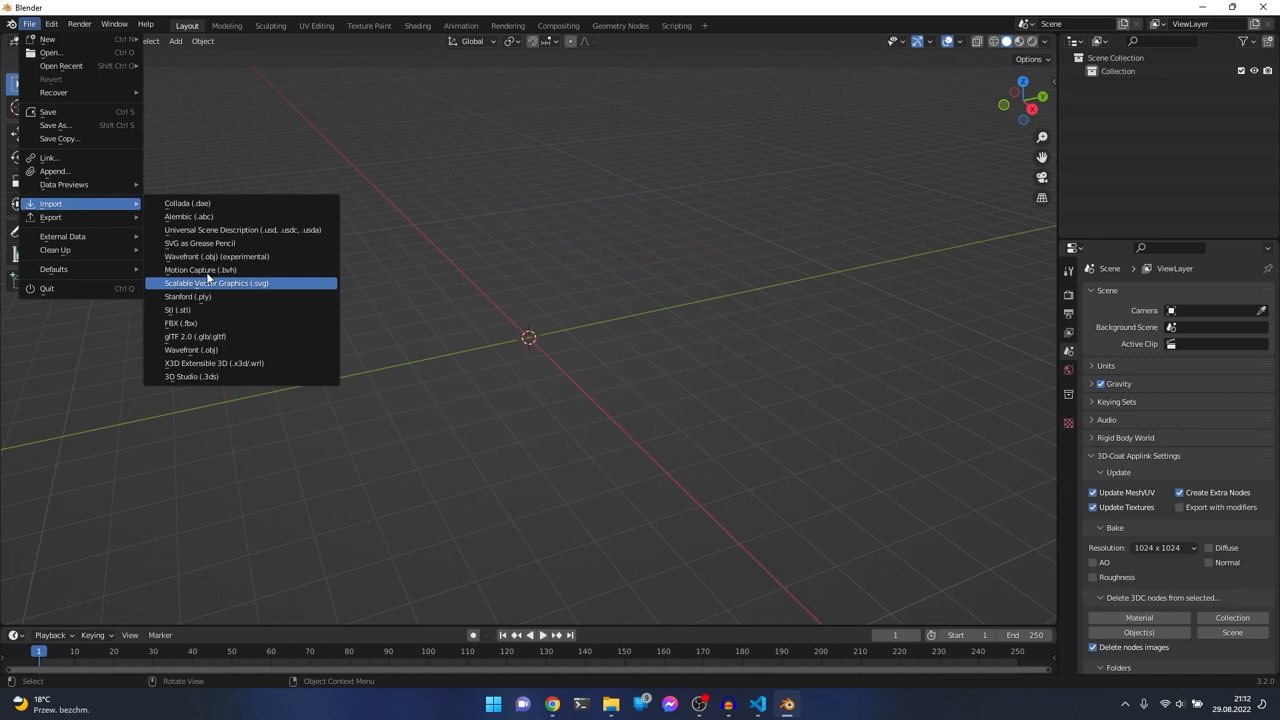 Blender
File Edit Render Window Help Layout Modeling Sculpting UV Editing Texture Paint Shading Animation Rendering Compositing Geometry Nodes Scripting + Scene ViewLayer
New Ctrl N
Open... Ctrl O
Open Recent Shift Ctrl O
Revert
Recover
Save Ctrl S
Save As... Shift Ctrl S
Save Copy...
Link...
Append...
Data Previews
Import
Export
External Data
Clean Up
Defaults
Quit Ctrl Q
Add Object Global
Options
Z
Y
X
Collada (.dae)
Alembic (.abc)
Universal Scene Description (.usd, .usdc, .usda)
SVG as Grease Pencil
Wavefront (.obj) (experimental)
Motion Capture (.bvh)
Scalable Vector Graphics (.svg)
Stanford (.ply)
Stl (.stl)
FBX (.fbx)
glTF 2.0 (.glb/.gltf)
Wavefront (.obj)
X3D Extensible 3D (.x3d/.wrl)
3D Studio (.3ds)
Scene Collection
Collection
Scene ViewLayer
Scene
Camera
Background Scene
Active Clip
Units
Gravity
Keying Sets
Audio
Rigid Body World
3D-Coat Applink Settings
Update
Update Mesh/UV Create Extra Nodes
Update Textures Export with modifiers
Bake
Resolution: 1024 x 1024 Diffuse
AO Normal
Roughness
Delete 3DC nodes from selected...
Material Collection
Object(s) Scene
Delete nodes images
Folders
Playback Keying View Marker 1 Start 1 End 250
1 10 20 30 40 50 60 70 80 90 100 110 120 130 140 150 160 170 180 190 200 210 220 230 240 250
Select Rotate View Object Context Menu 3.2.0
18°C
Przew. bezchm.
9
21:12
29.08.2022